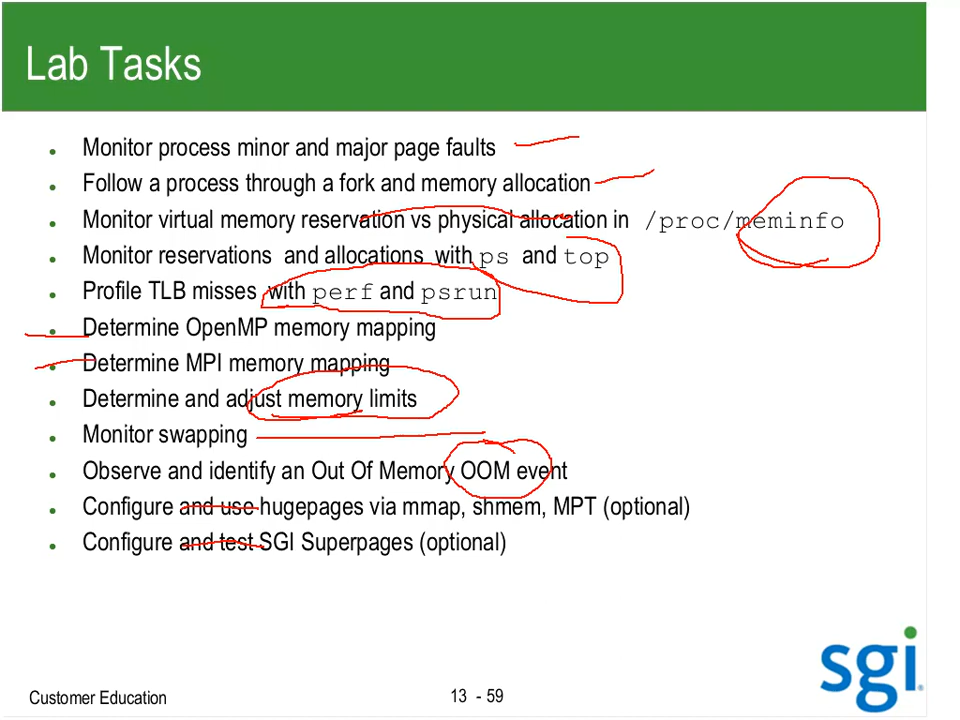 Lab Tasks
• Monitor process minor and major page faults
• Follow a process through a fork and memory allocation
• Monitor virtual memory reservation vs physical allocation in /proc/meminfo
• Monitor reservations and allocations with ps and top
• Profile TLB misses with perf and psrun
• Determine OpenMP memory mapping
• Determine MPI memory mapping
• Determine and adjust memory limits
• Monitor swapping
• Observe and identify an Out Of Memory OOM event
• Configure and use hugepages via mmap, shmem, MPT (optional)
• Configure and test SGI Superpages (optional)
sgi.
Customer Education
13 - 59